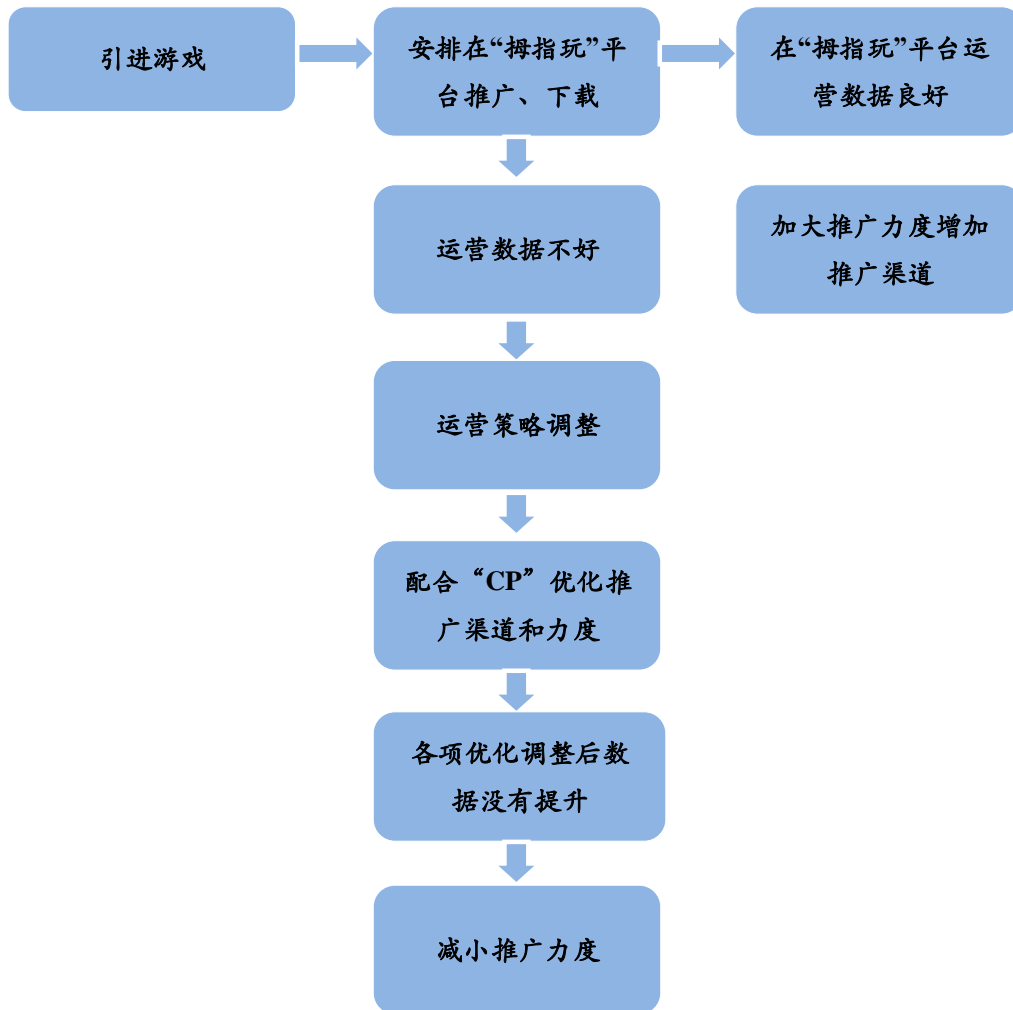 引进游戏
安排在“拇指玩”平
台推广、下载
在“拇指玩”平台运
营数据良好
运营数据不好
加大推广力度增加
推广渠道
运营策略调整
配合“CP”优化推
广渠道和力度
各项优化调整后数
据没有提升
减小推广力度